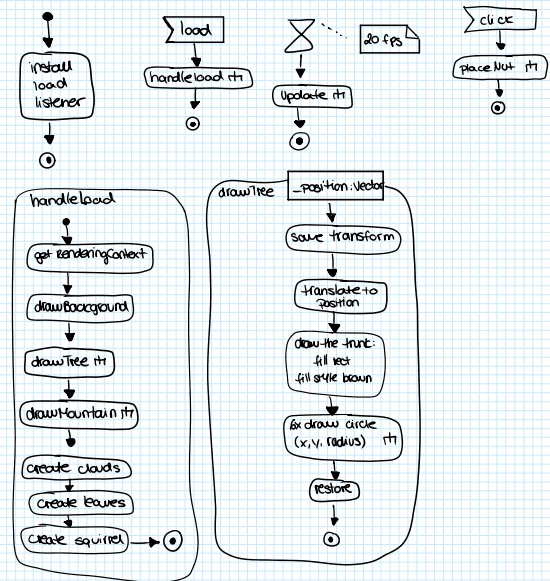 install
load
listener
load
handleload
20 fps
update
click
placeNut
handleLoad
get RenderingContext
drawBackground
drawTree
drawMountain
create clouds
create leaves
create squirrel
drawTree
_position:Vector
save transform
translate to
position
draw the trunk:
fill rect
fill style brown
6x draw circle
(x, y, radius)
restore